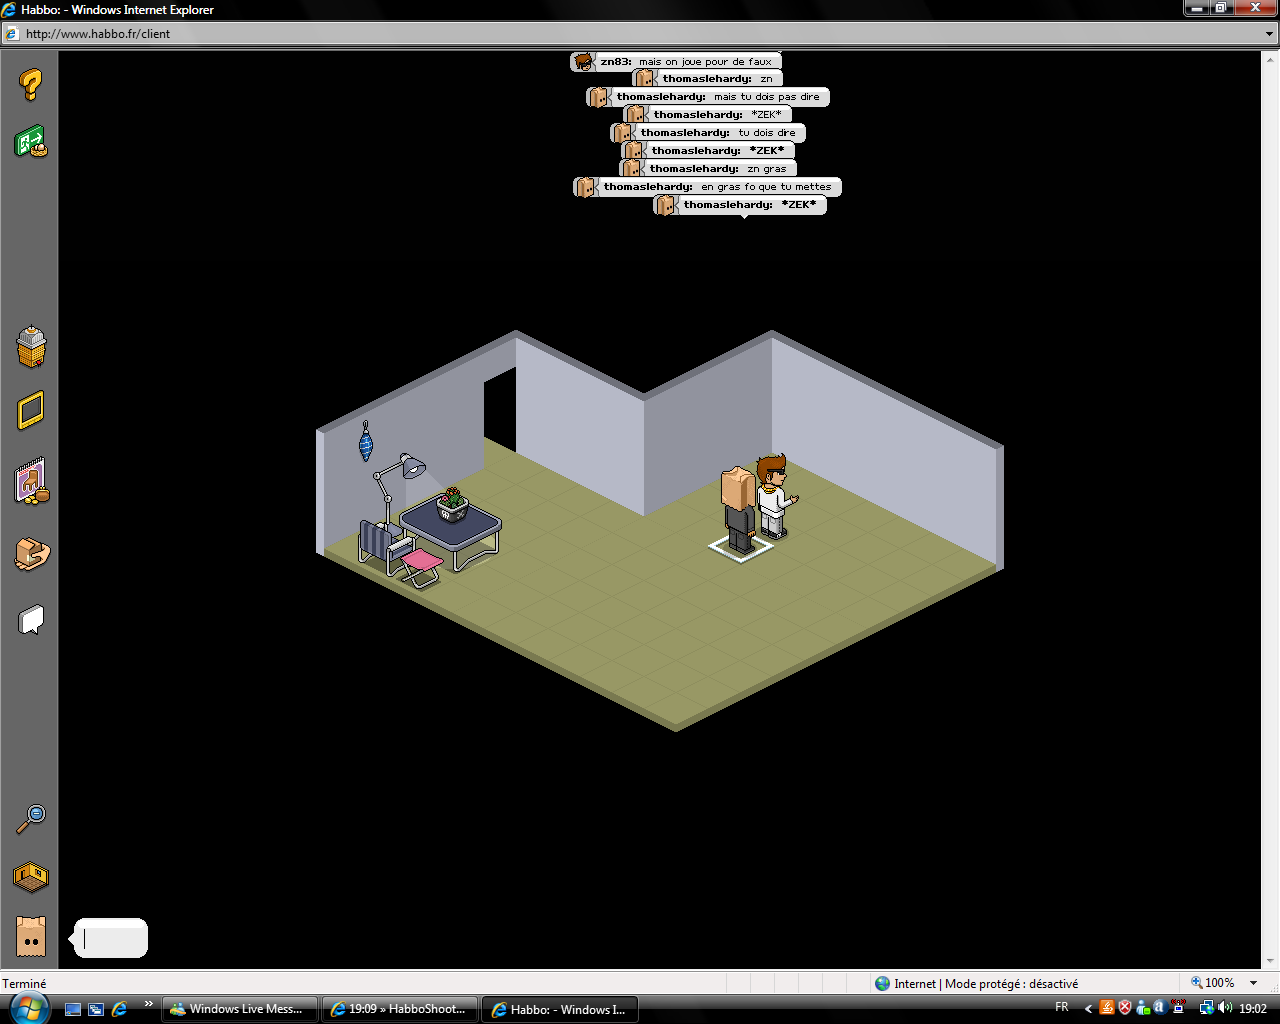 Habbo: - Windows Internet Explorer
http://www.habbo.fr/client
zn83: mais on joue pour de faux
thomaslehardy: zn
thomaslehardy: mais tu dois pas dire
thomaslehardy: *ZEK*
thomaslehardy: tu dois dire
thomaslehardy: *ZEK*
thomaslehardy: zn gras
thomaslehardy: en gras fo que tu mettes
thomaslehardy: *ZEK*
Terminé
Internet | Mode protégé : désactivé
100%
Windows Live Mess...
19:09 » HabboShoot...
Habbo: - Windows I...
FR
19:02